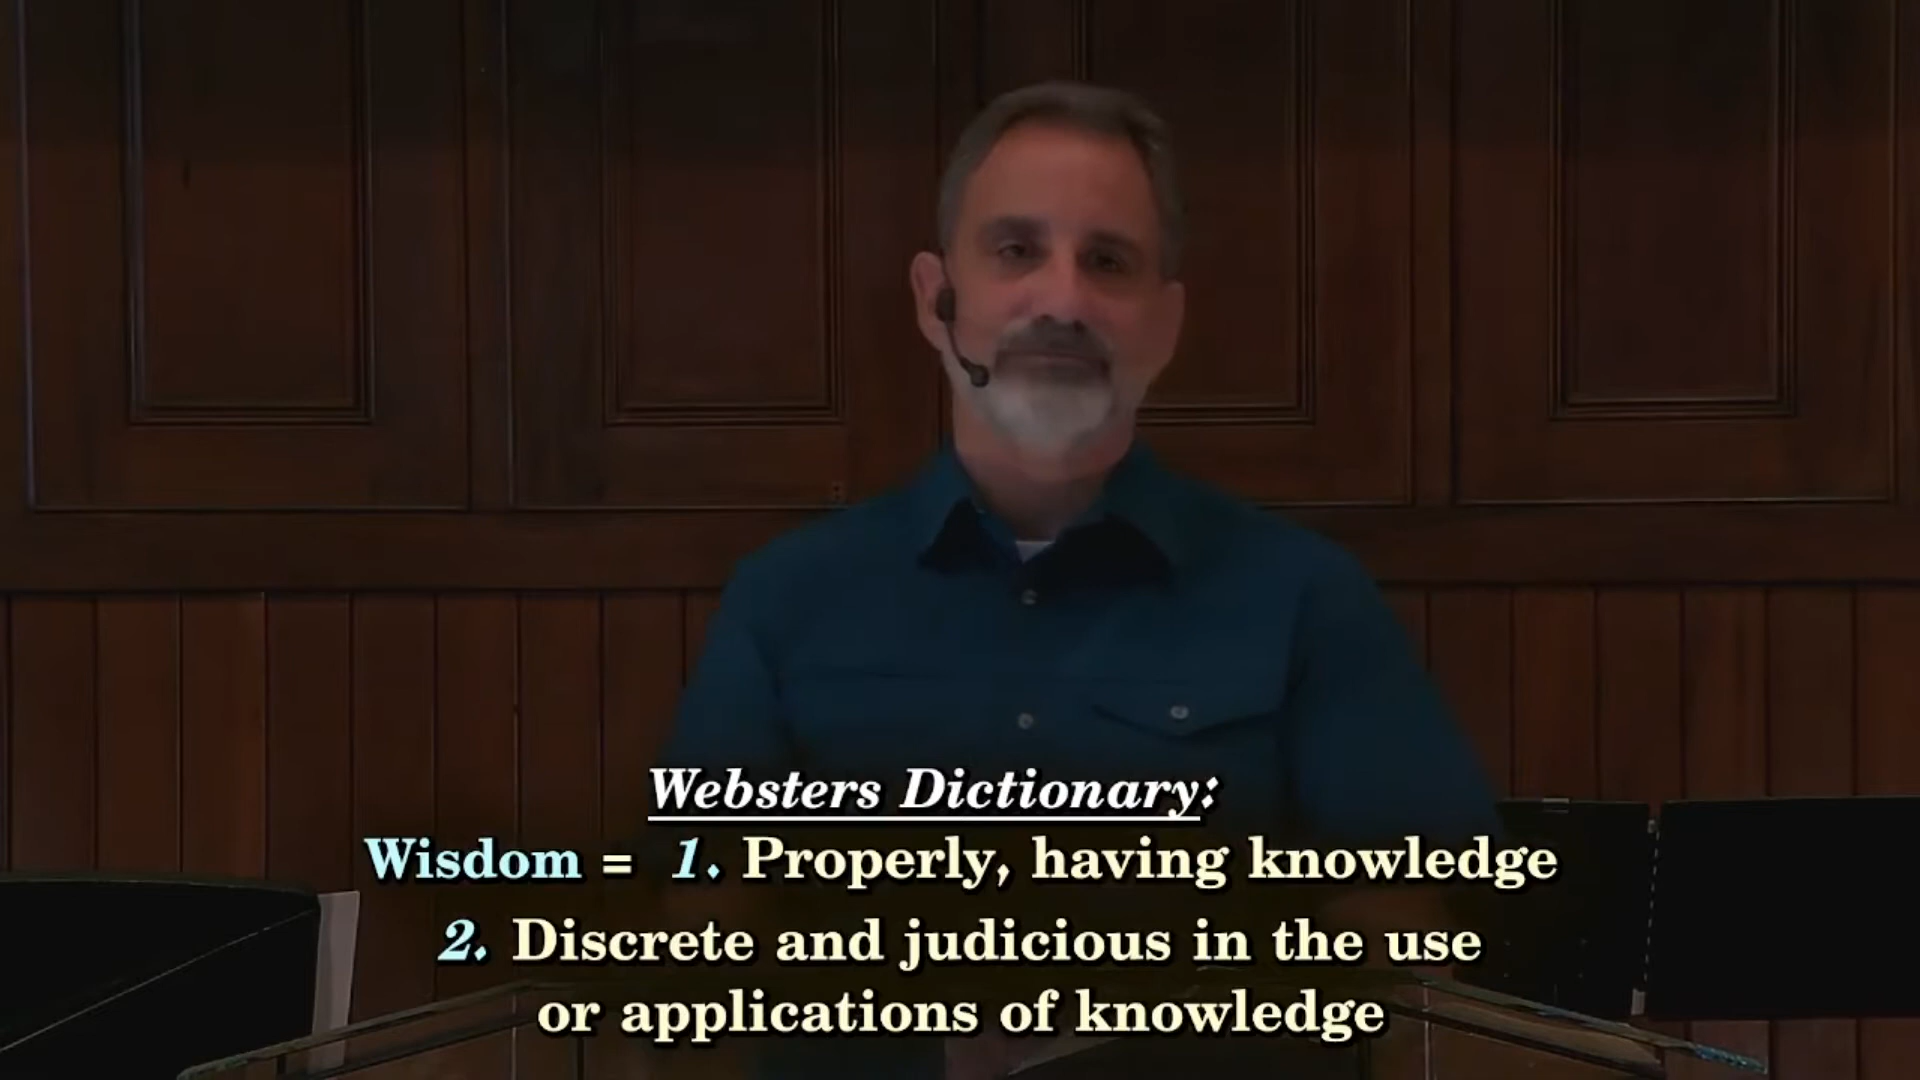 Websters Dictionary:
Wisdom = 1. Properly, having knowledge
2. Discrete and judicious in the use
or applications of knowledge